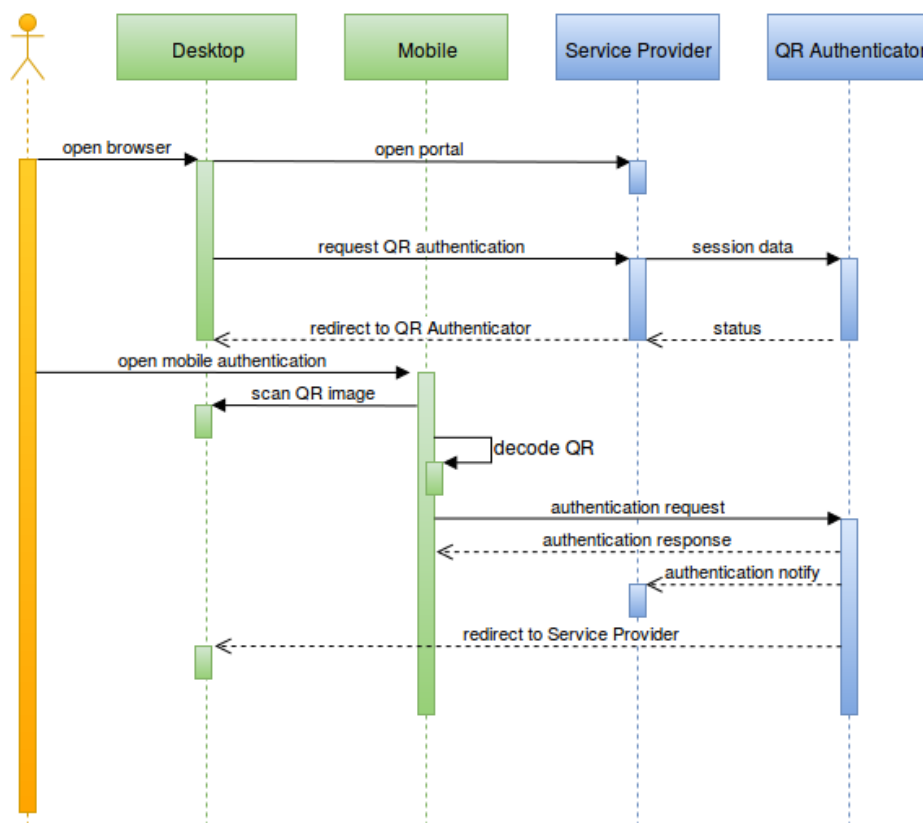 Desktop
Mobile
Service Provider
QR Authenticator
open browser
open portal
request QR authentication
session data
redirect to QR Authenticator
status
open mobile authentication
scan QR image
decode QR
authentication request
authentication response
authentication notify
redirect to Service Provider